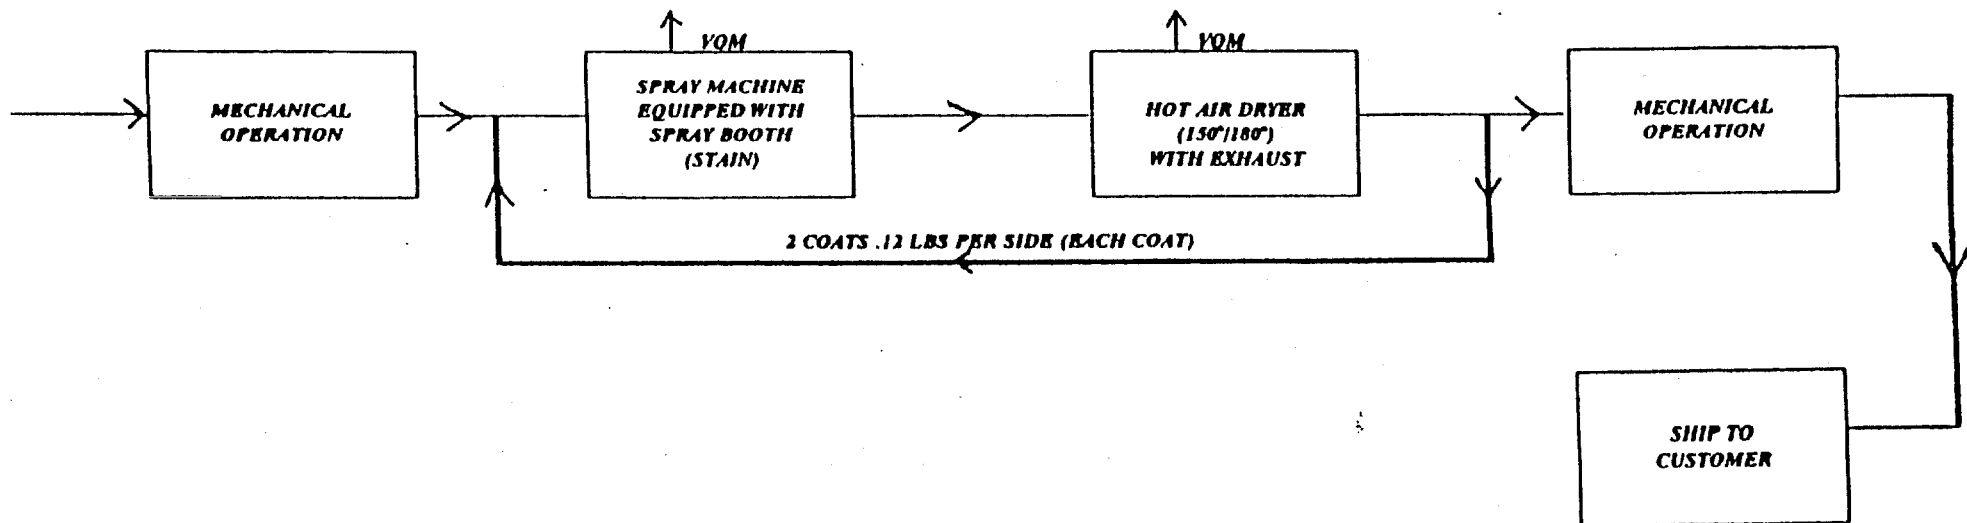 VOM
VOM
MECHANICAL
OPERATION
SPRAY MACHINE
EQUIPPED WITH
SPRAY BOOTH
(STAIN)
HOT AIR DRYER
(150°/180°)
WITH EXHAUST
MECHANICAL
OPERATION
2 COATS .12 LBS PER SIDE (EACH COAT)
SHIP TO
CUSTOMER